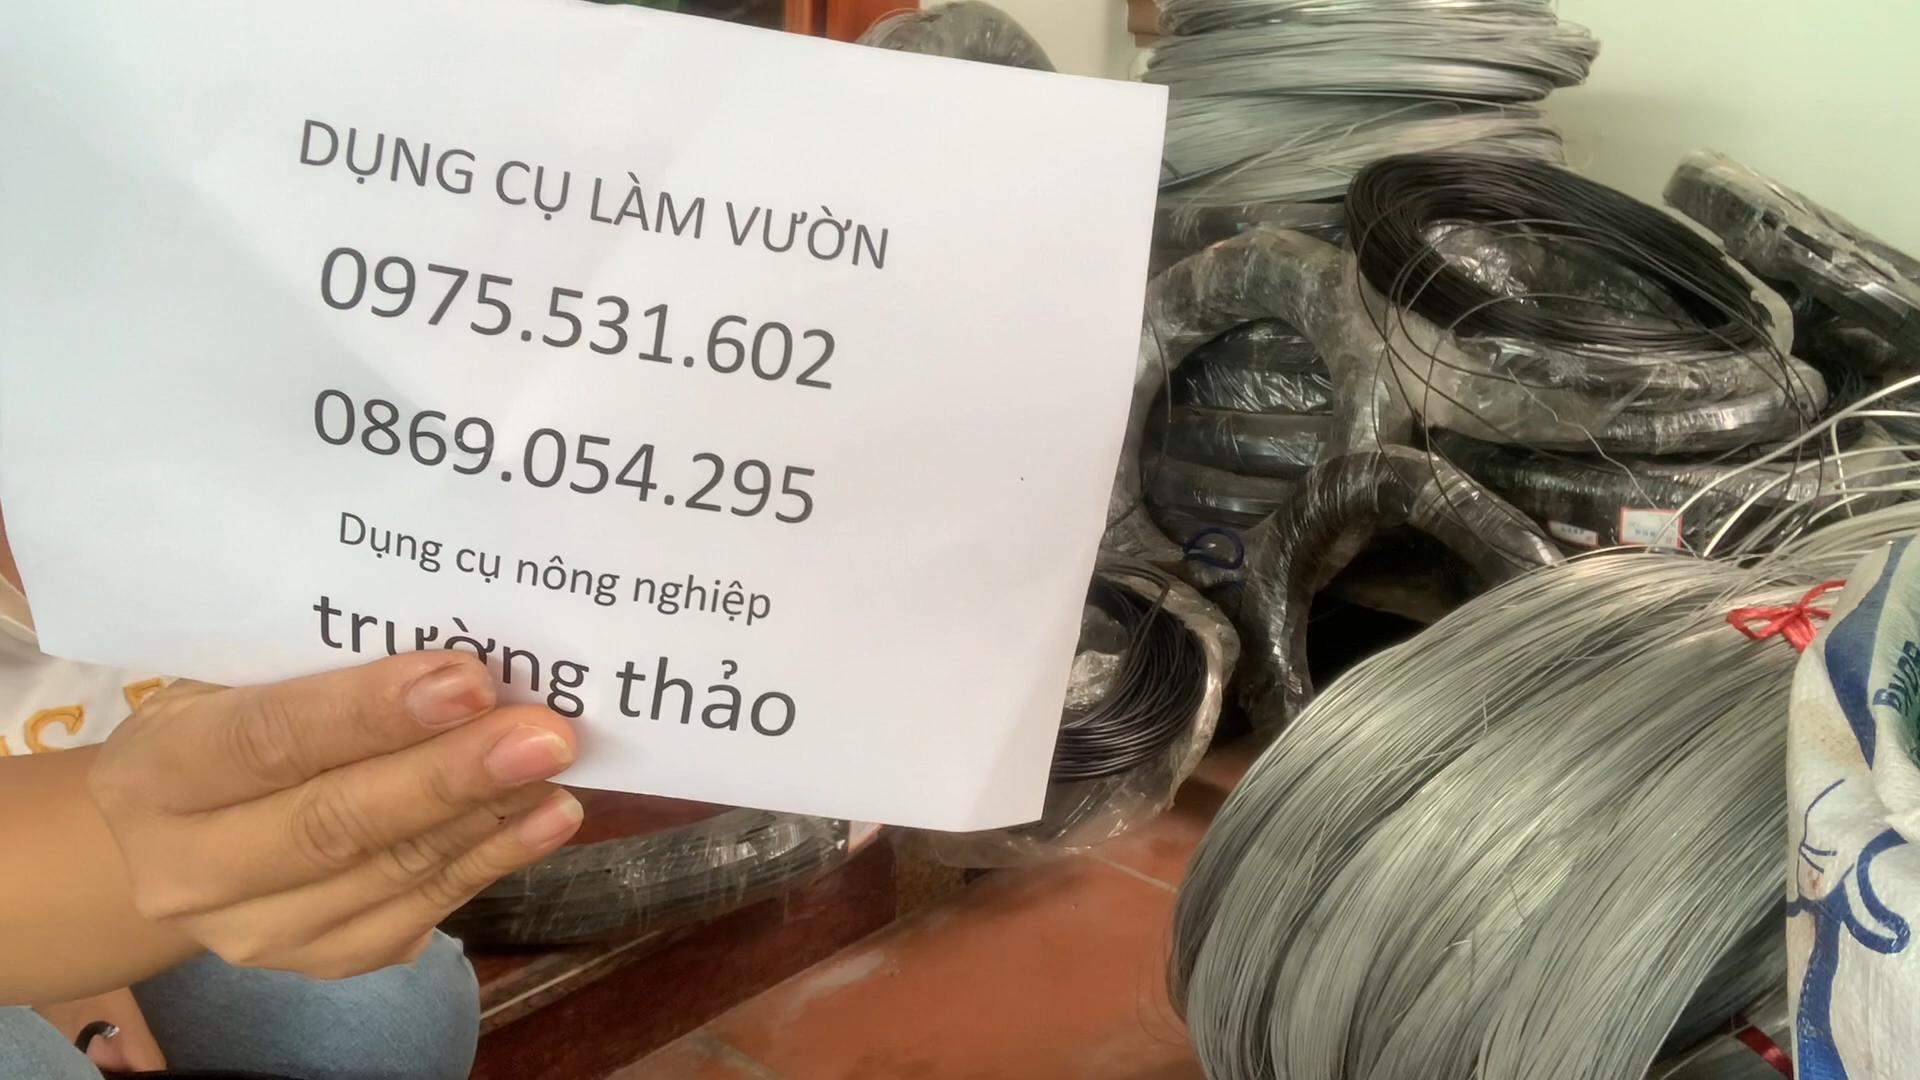 DỤNG CỤ LÀM VƯỜN
0975.531.602
0869.054.295
Dụng cụ nông nghiệp
trường thảo